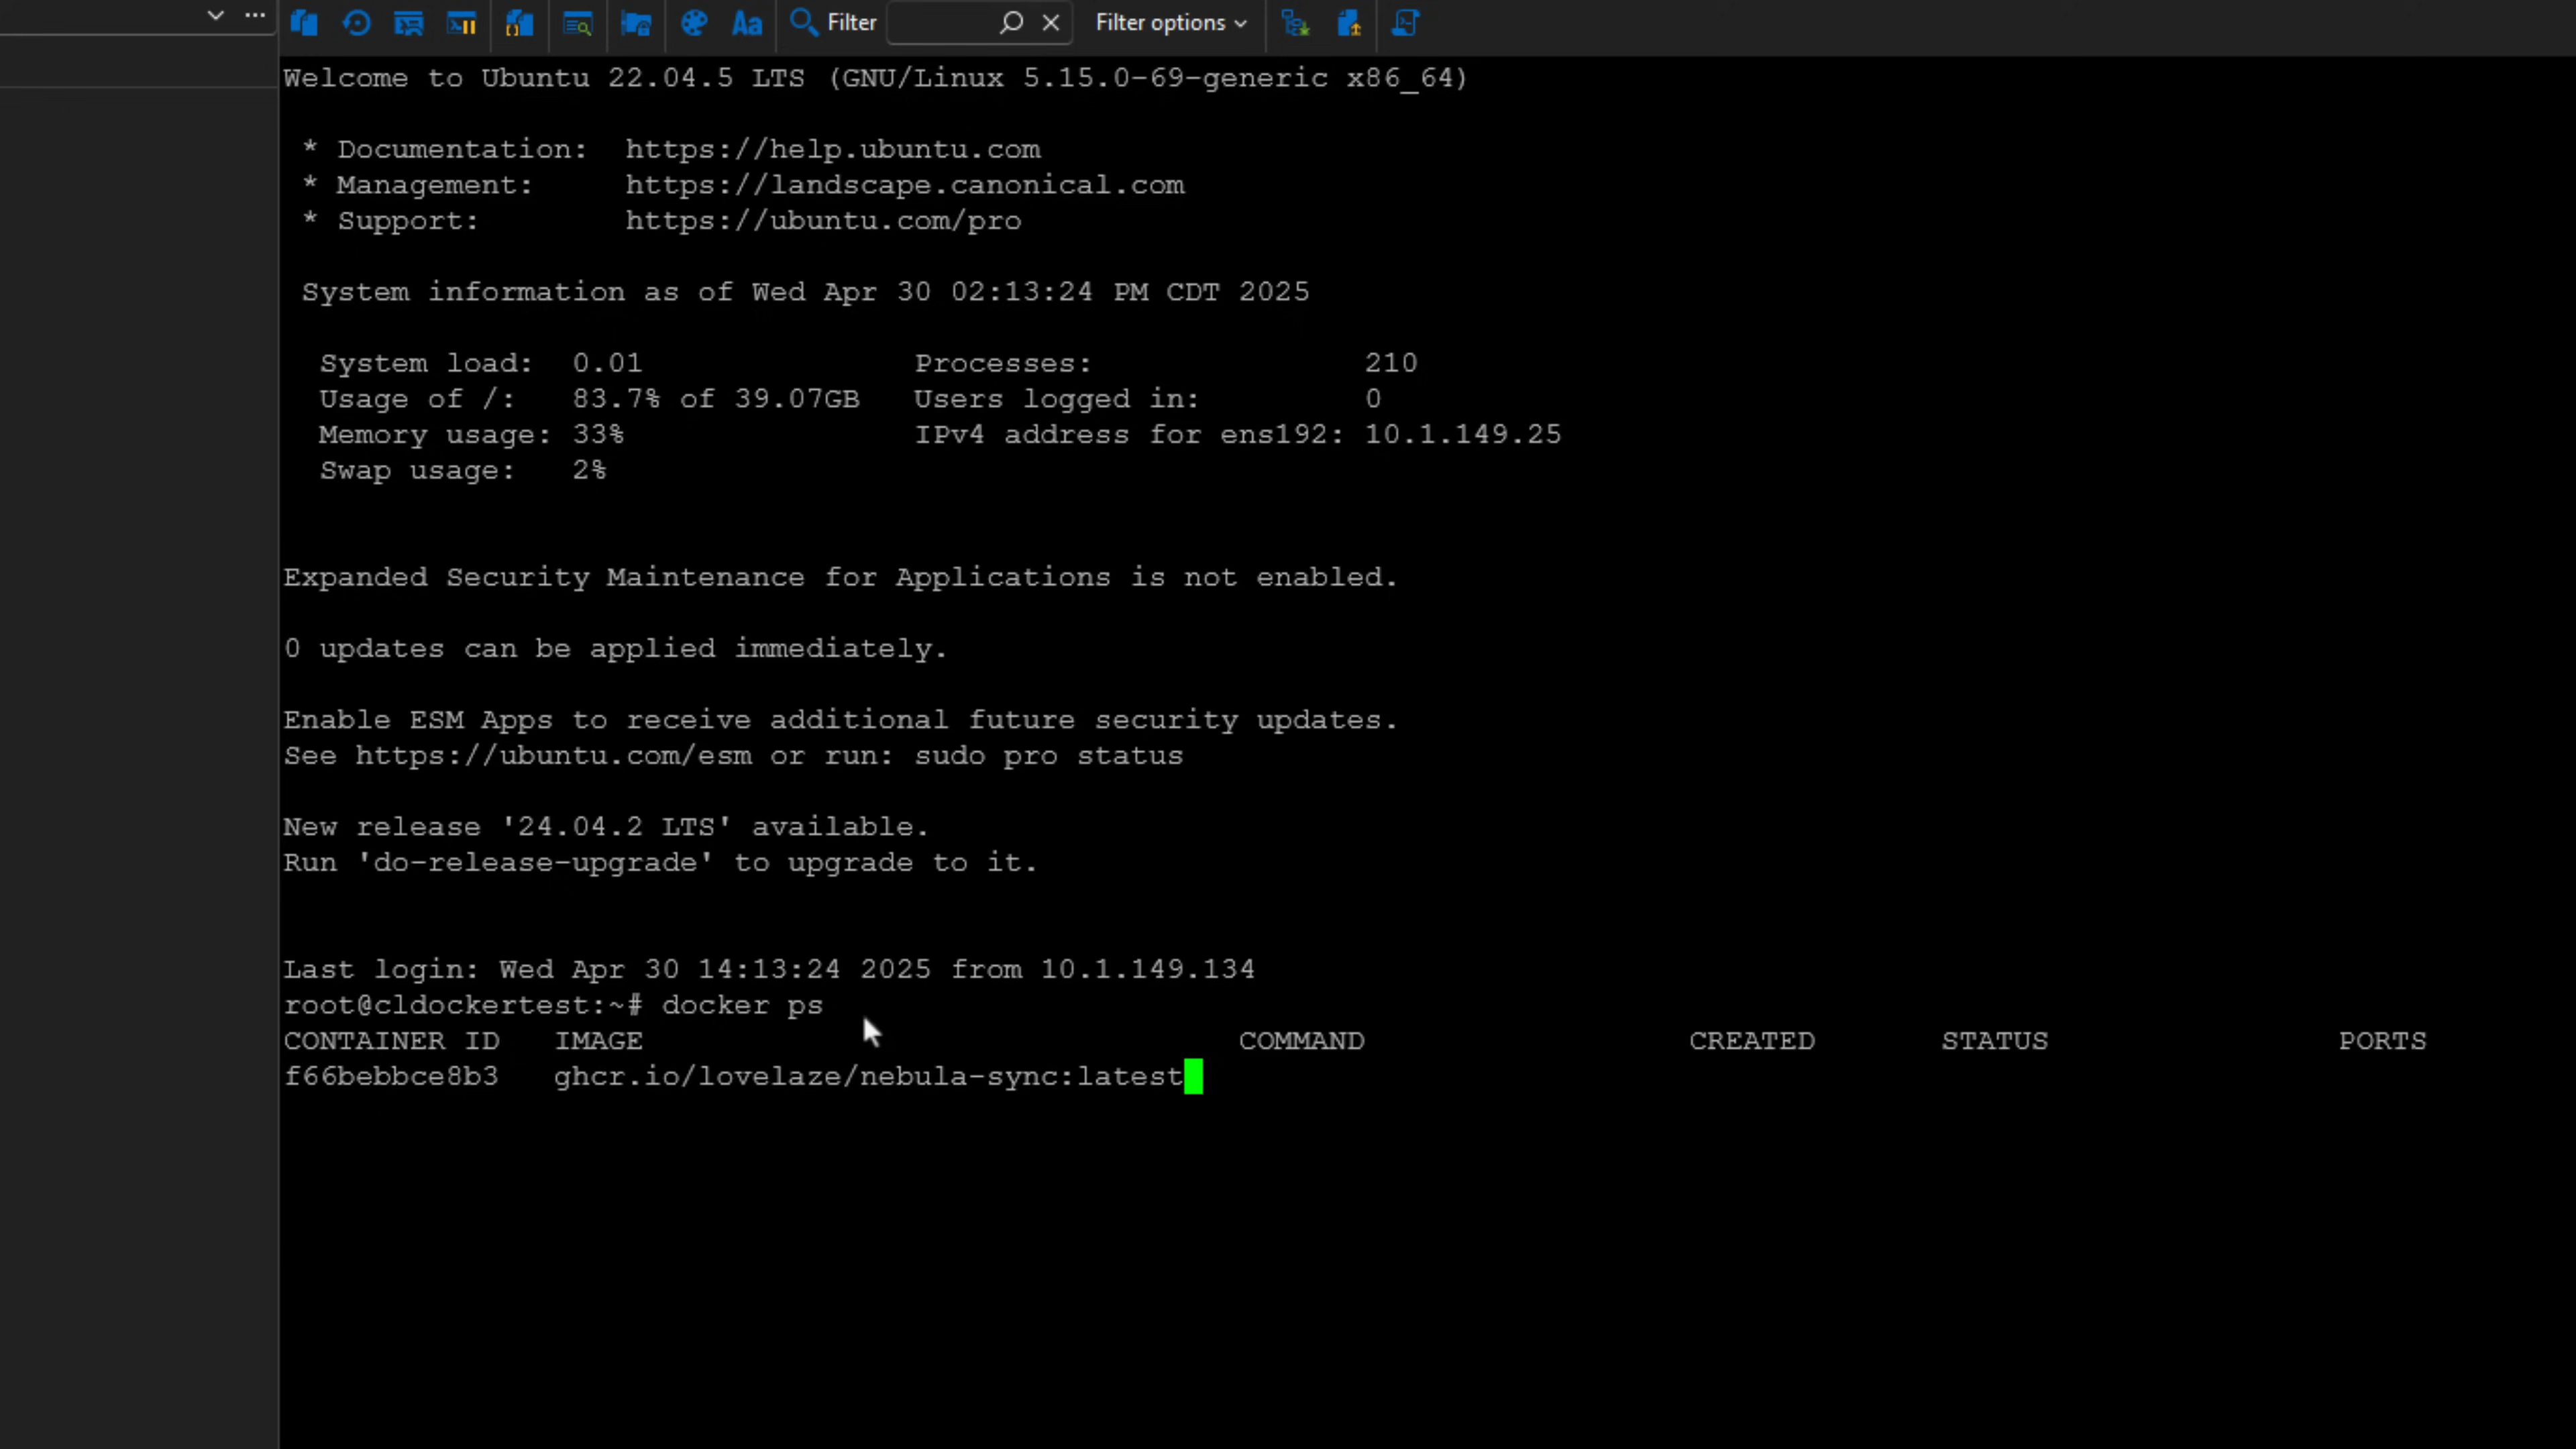 Filter
Filter options
Aa
Welcome to Ubuntu 22.04.5 LTS (GNU/Linux 5.15.0-69-generic x86_64)
* Documentation:  https://help.ubuntu.com
* Management:     https://landscape.canonical.com
* Support:        https://ubuntu.com/pro
System information as of Wed Apr 30 02:13:24 PM CDT 2025
System load:  0.01               Processes:               210
Usage of /:   83.7% of 39.07GB   Users logged in:         0
Memory usage: 33%                IPv4 address for ens192: 10.1.149.25
Swap usage:   2%
Expanded Security Maintenance for Applications is not enabled.
0 updates can be applied immediately.
Enable ESM Apps to receive additional future security updates.
See https://ubuntu.com/esm or run: sudo pro status
New release '24.04.2 LTS' available.
Run 'do-release-upgrade' to upgrade to it.
Last login: Wed Apr 30 14:13:24 2025 from 10.1.149.134
root@cldockertest:~# docker ps
CONTAINER ID   IMAGE                                 COMMAND                  CREATED       STATUS                PORTS
f66bebbce8b3   ghcr.io/lovelaze/nebula-sync:latest